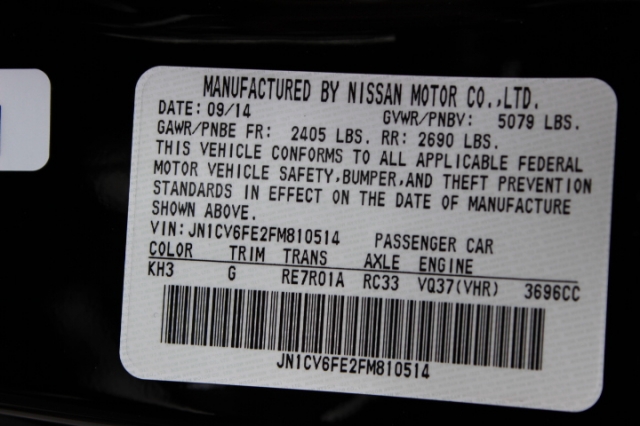 MANUFACTURED BY NISSAN MOTOR CO.,LTD.
DATE: 09/14 GVWR/PNBV: 5079 LBS.
GAWR/PNBE FR: 2405 LBS. RR: 2690 LBS.
THIS VEHICLE CONFORMS TO ALL APPLICABLE FEDERAL
MOTOR VEHICLE SAFETY,BUMPER,AND THEFT PREVENTION
STANDARDS IN EFFECT ON THE DATE OF MANUFACTURE
SHOWN ABOVE.
VIN: JN1CV6FE2FM810514 PASSENGER CAR
COLOR TRIM TRANS AXLE ENGINE
KH3 G RE7R01A RC33 VQ37(VHR) 3696CC
JN1CV6FE2FM810514